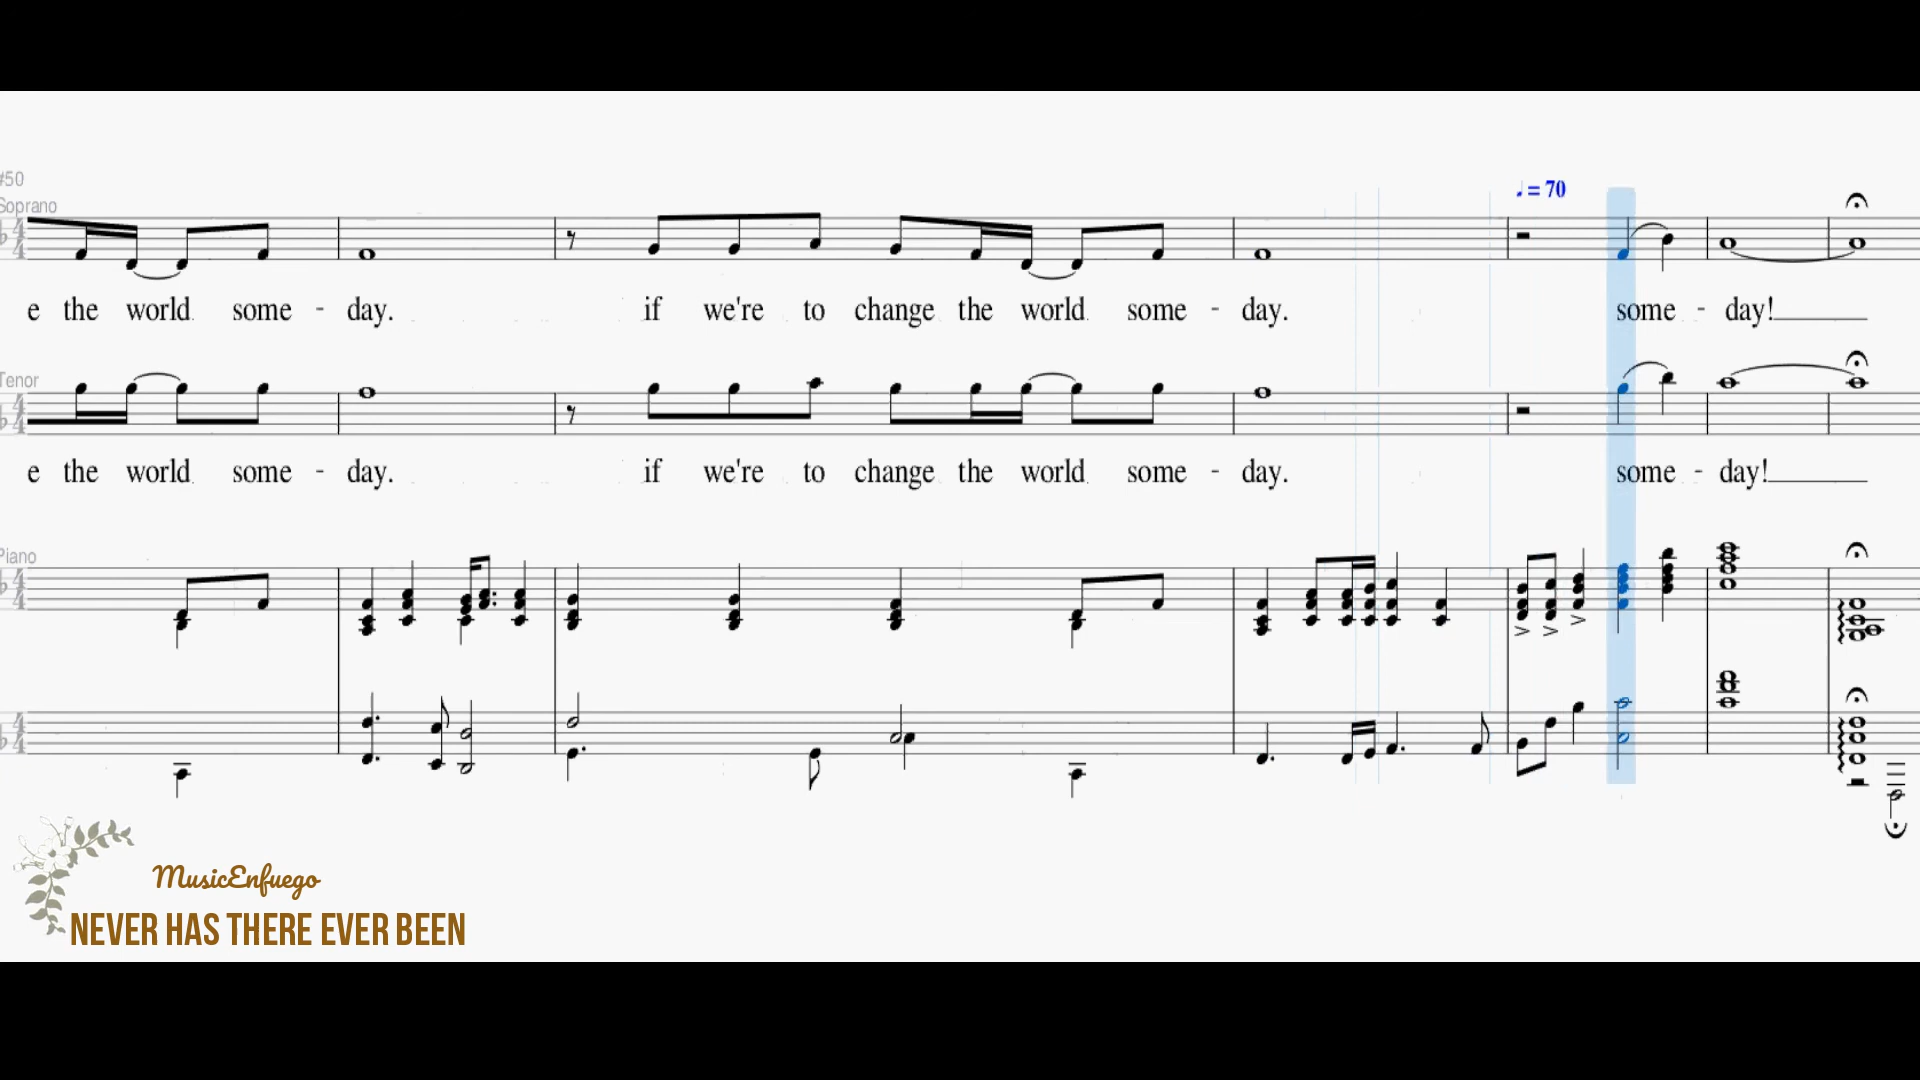 #50
Soprano
♩ = 70
e the world some - day. if we're to change the world some - day. some - day!
Tenor
e the world some - day. if we're to change the world some - day. some - day!
Piano
MusicEnfuego
NEVER HAS THERE EVER BEEN